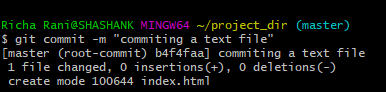 Richa Rani@SHASHANK MINGW64 ~/project_dir (master)
$ git commit -m "commiting a text file"
[master (root-commit) b4f4faa] commiting a text file
1 file changed, 0 insertions(+), 0 deletions(-)
create mode 100644 index.html